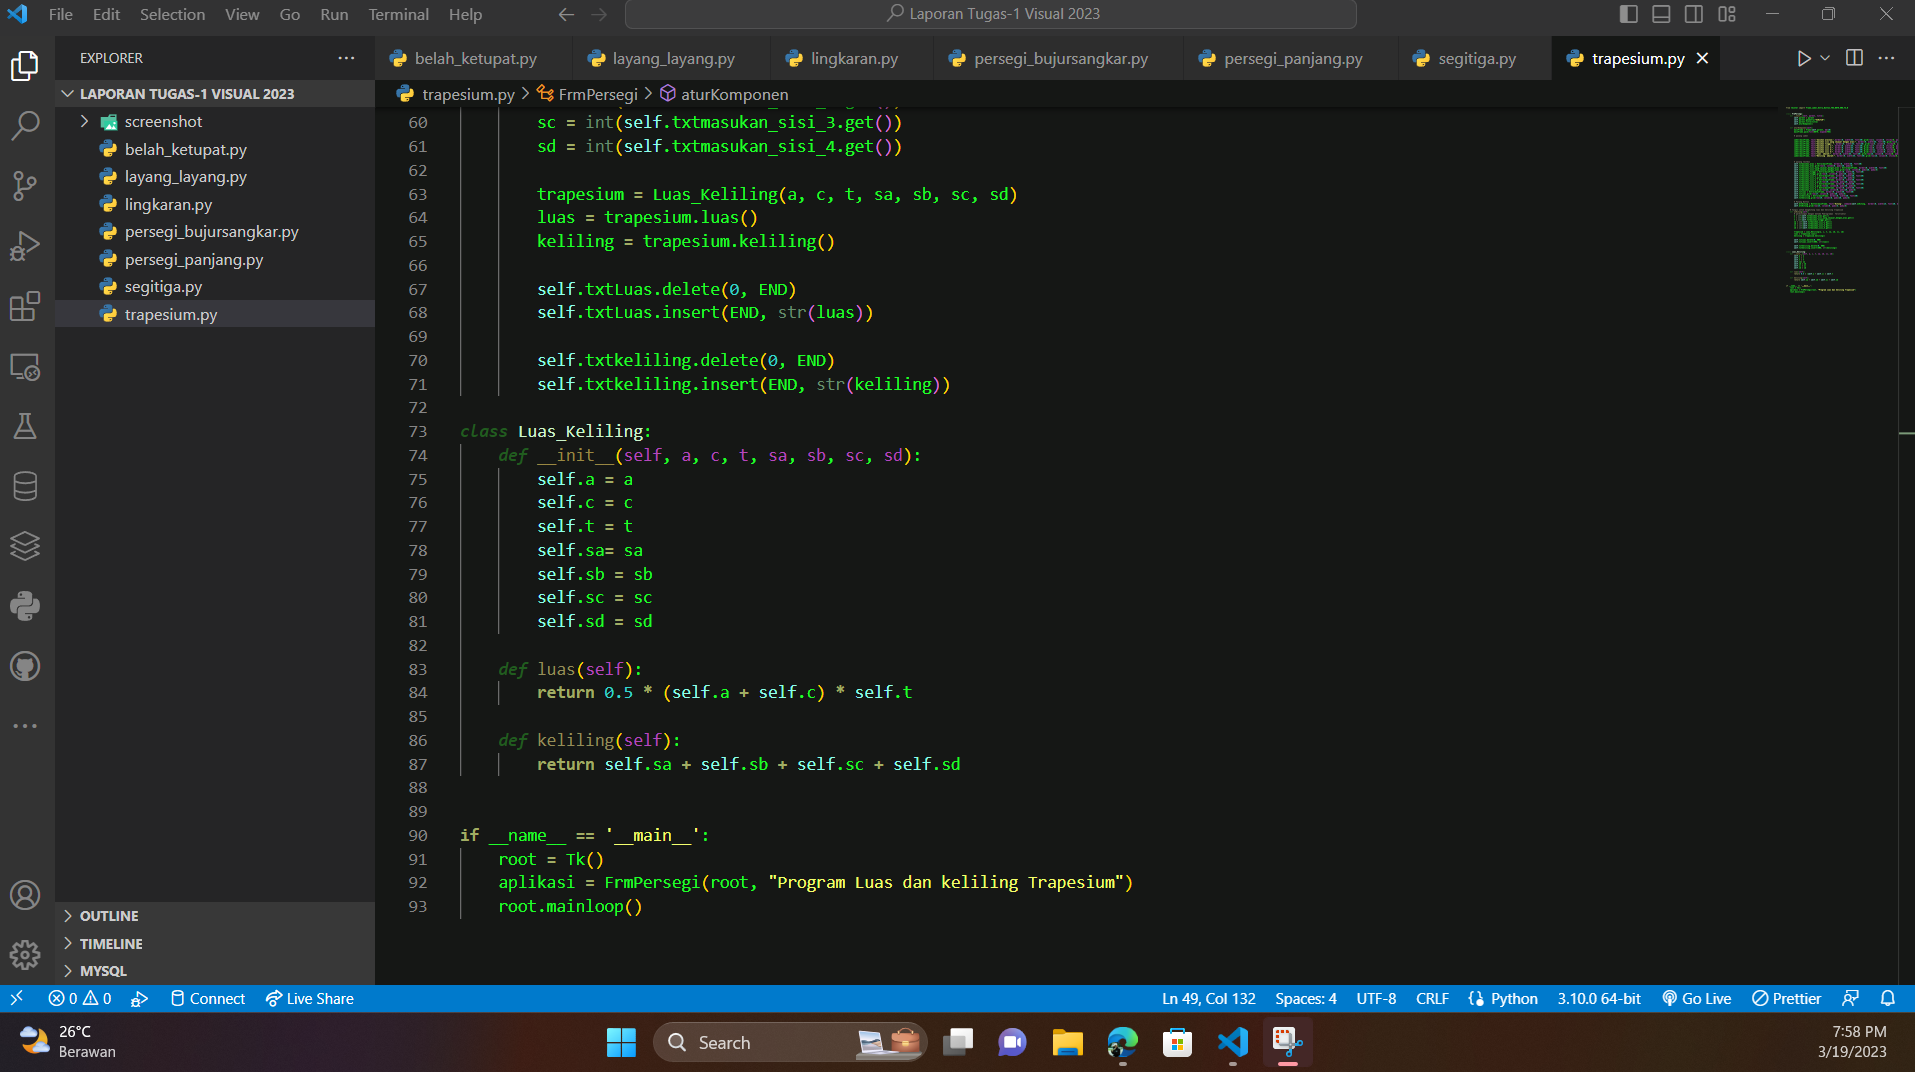 File Edit Selection View Go Run Terminal Help
Laporan Tugas-1 Visual 2023
EXPLORER
belah_ketupat.py layang_layang.py lingkaran.py persegi_bujursangkar.py persegi_panjang.py segitiga.py trapesium.py
LAPORAN TUGAS-1 VISUAL 2023
trapesium.py > FrmPersegi > aturKomponen
screenshot
belah_ketupat.py
layang_layang.py
lingkaran.py
persegi_bujursangkar.py
persegi_panjang.py
segitiga.py
trapesium.py
60 sc = int(self.txtmasukan_sisi_3.get())
61 sd = int(self.txtmasukan_sisi_4.get())
62
63 trapesium = Luas_Keliling(a, c, t, sa, sb, sc, sd)
64 luas = trapesium.luas()
65 keliling = trapesium.keliling()
66
67 self.txtLuas.delete(0, END)
68 self.txtLuas.insert(END, str(luas))
69
70 self.txtkeliling.delete(0, END)
71 self.txtkeliling.insert(END, str(keliling))
72
73 class Luas_Keliling:
74 def __init__(self, a, c, t, sa, sb, sc, sd):
75 self.a = a
76 self.c = c
77 self.t = t
78 self.sa= sa
79 self.sb = sb
80 self.sc = sc
81 self.sd = sd
82
83 def luas(self):
84 return 0.5 * (self.a + self.c) * self.t
85
86 def keliling(self):
87 return self.sa + self.sb + self.sc + self.sd
88
89
90 if __name__ == '__main__':
91 root = Tk()
92 aplikasi = FrmPersegi(root, "Program Luas dan keliling Trapesium")
93 root.mainloop()
OUTLINE
TIMELINE
MYSQL
0 0 Connect Live Share Ln 49, Col 132 Spaces: 4 UTF-8 CRLF Python 3.10.0 64-bit Go Live Prettier
26°C
Berawan
Search
7:58 PM
3/19/2023